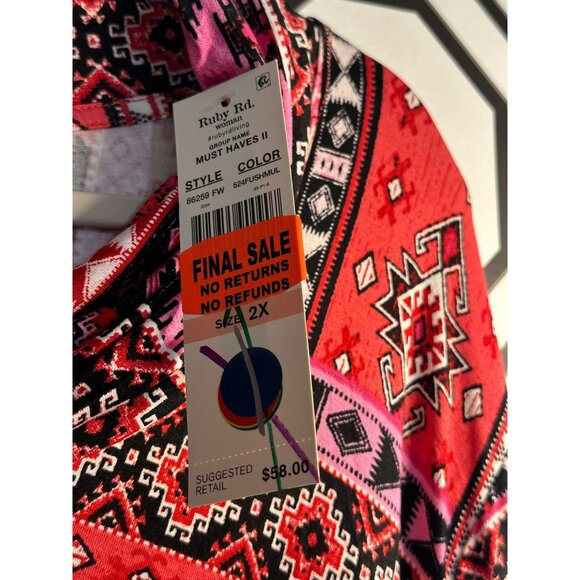 Ruby Rd.
woman
#rubyrdliving
GROUP NAME
MUST HAVES II
STYLE COLOR
86259 FW 524FUSHMUL
FINAL SALE
NO RETURNS
NO REFUNDS
SIZE 2X
SUGGESTED
RETAIL $58.00